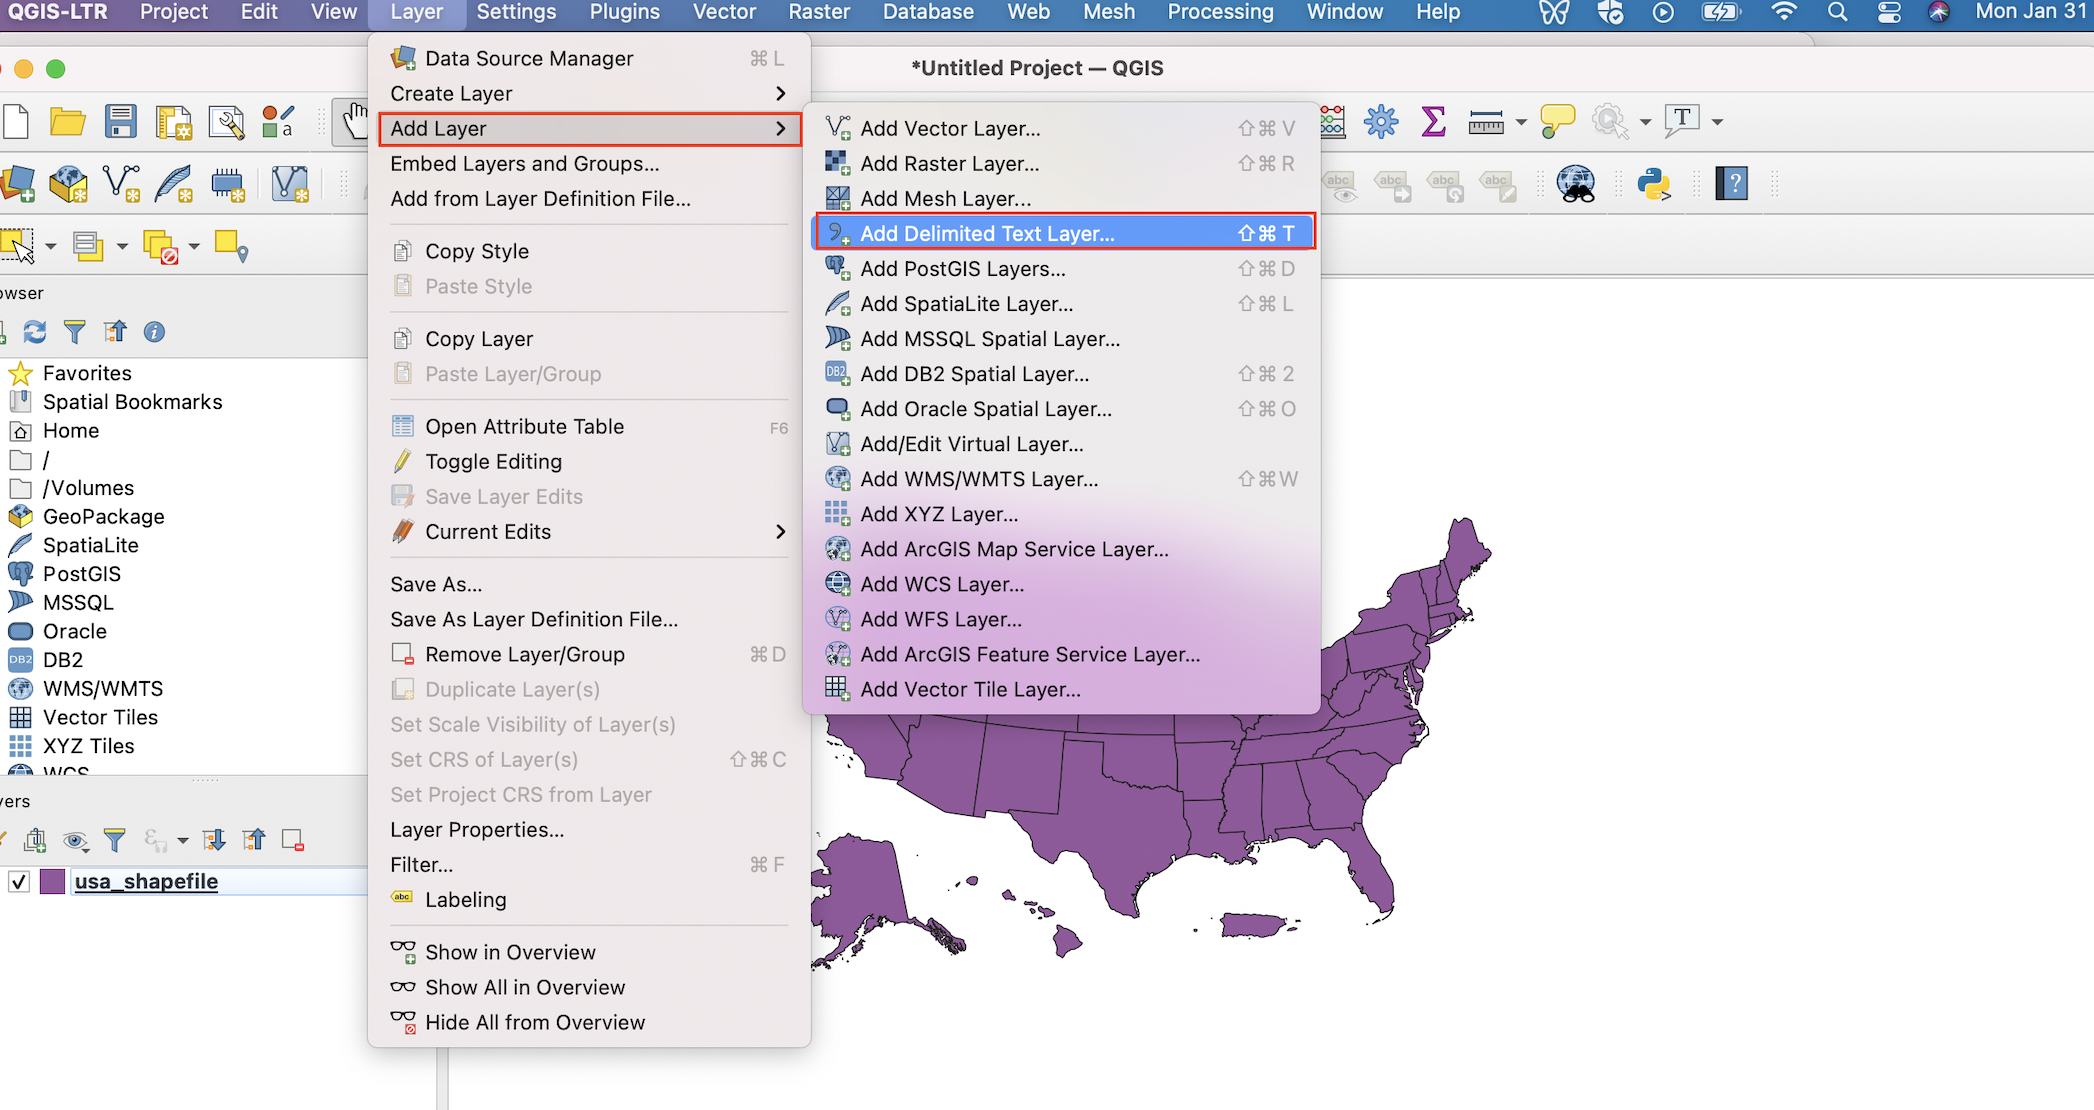 QGIS-LTR Project Edit View Layer Settings Plugins Vector Raster Database Web Mesh Processing Window Help Mon Jan 31
*Untitled Project — QGIS
Data Source Manager ⌘ L
Create Layer
Add Layer
Embed Layers and Groups...
Add from Layer Definition File...
Copy Style
Paste Style
Copy Layer
Paste Layer/Group
Open Attribute Table F6
Toggle Editing
Save Layer Edits
Current Edits
Save As...
Save As Layer Definition File...
Remove Layer/Group ⌘ D
Duplicate Layer(s)
Set Scale Visibility of Layer(s)
Set CRS of Layer(s) ⇧ ⌘ C
Set Project CRS from Layer
Layer Properties...
Filter... ⌘ F
abc Labeling
Show in Overview
Show All in Overview
Hide All from Overview
Add Vector Layer... ⇧ ⌘ V
Add Raster Layer... ⇧ ⌘ R
Add Mesh Layer...
Add Delimited Text Layer... ⇧ ⌘ T
Add PostGIS Layers... ⇧ ⌘ D
Add SpatiaLite Layer... ⇧ ⌘ L
Add MSSQL Spatial Layer...
DB2 Add DB2 Spatial Layer... ⇧ ⌘ 2
Add Oracle Spatial Layer... ⇧ ⌘ O
Add/Edit Virtual Layer...
Add WMS/WMTS Layer... ⇧ ⌘ W
Add XYZ Layer...
Add ArcGIS Map Service Layer...
Add WCS Layer...
Add WFS Layer...
Add ArcGIS Feature Service Layer...
Add Vector Tile Layer...
a
T
abc abc abc abc
?
owser
Favorites
Spatial Bookmarks
Home
/
/Volumes
GeoPackage
SpatiaLite
PostGIS
MSSQL
Oracle
DB2 DB2
WMS/WMTS
Vector Tiles
XYZ Tiles
WCS
yers
usa_shapefile